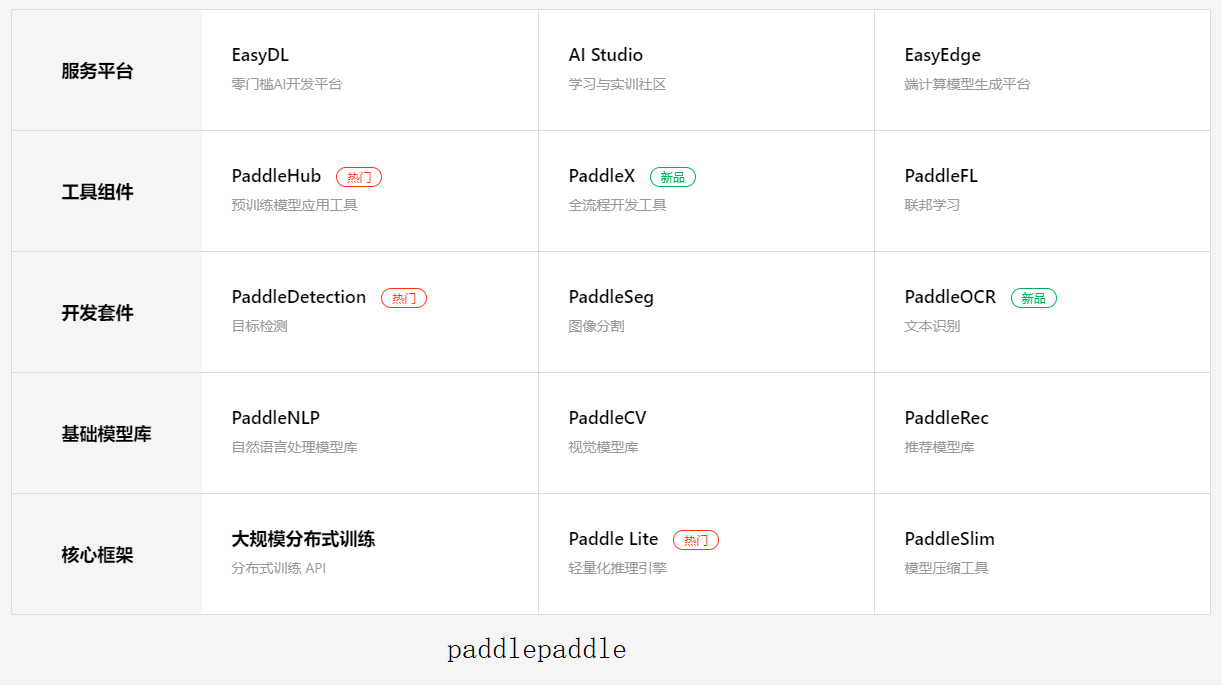 服务平台
EasyDL
零门槛AI开发平台
AI Studio
学习与实训社区
EasyEdge
端计算模型生成平台
工具组件
PaddleHub 热门
预训练模型应用工具
PaddleX 新品
全流程开发工具
PaddleFL
联邦学习
开发套件
PaddleDetection 热门
目标检测
PaddleSeg
图像分割
PaddleOCR 新品
文本识别
基础模型库
PaddleNLP
自然语言处理模型库
PaddleCV
视觉模型库
PaddleRec
推荐模型库
核心框架
大规模分布式训练
分布式训练 API
Paddle Lite 热门
轻量化推理引擎
PaddleSlim
模型压缩工具
paddlepaddle